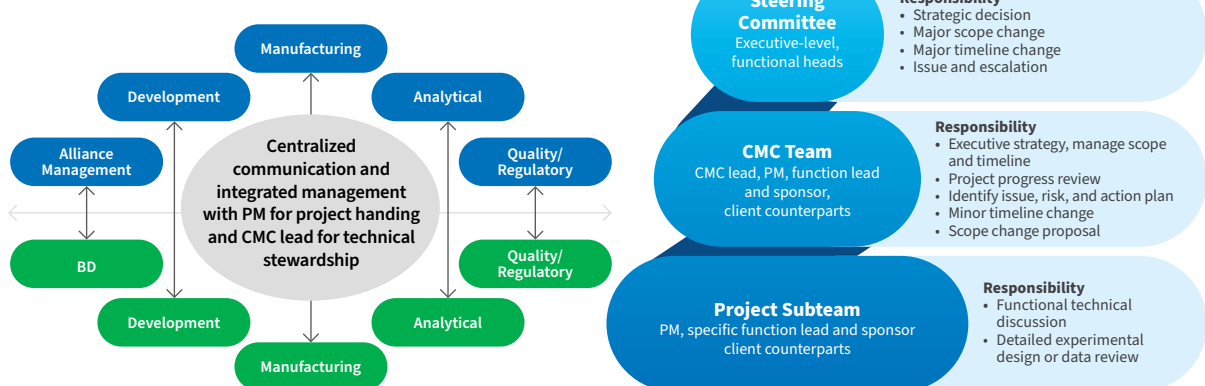 Manufacturing
Development
Analytical
Alliance
Management
Quality/
Regulatory
Centralized
communication and
integrated management
with PM for project handing
and CMC lead for technical
stewardship
BD
Quality/
Regulatory
Development
Analytical
Manufacturing
Steering
Committee
Executive-level,
functional heads
Responsibility
• Strategic decision
• Major scope change
• Major timeline change
• Issue and escalation
CMC Team
CMC lead, PM, function lead
and sponsor,
client counterparts
Responsibility
• Executive strategy, manage scope
and timeline
• Project progress review
• Identify issue, risk, and action plan
• Minor timeline change
• Scope change proposal
Project Subteam
PM, specific function lead and sponsor
client counterparts
Responsibility
• Functional technical
discussion
• Detailed experimental
design or data review